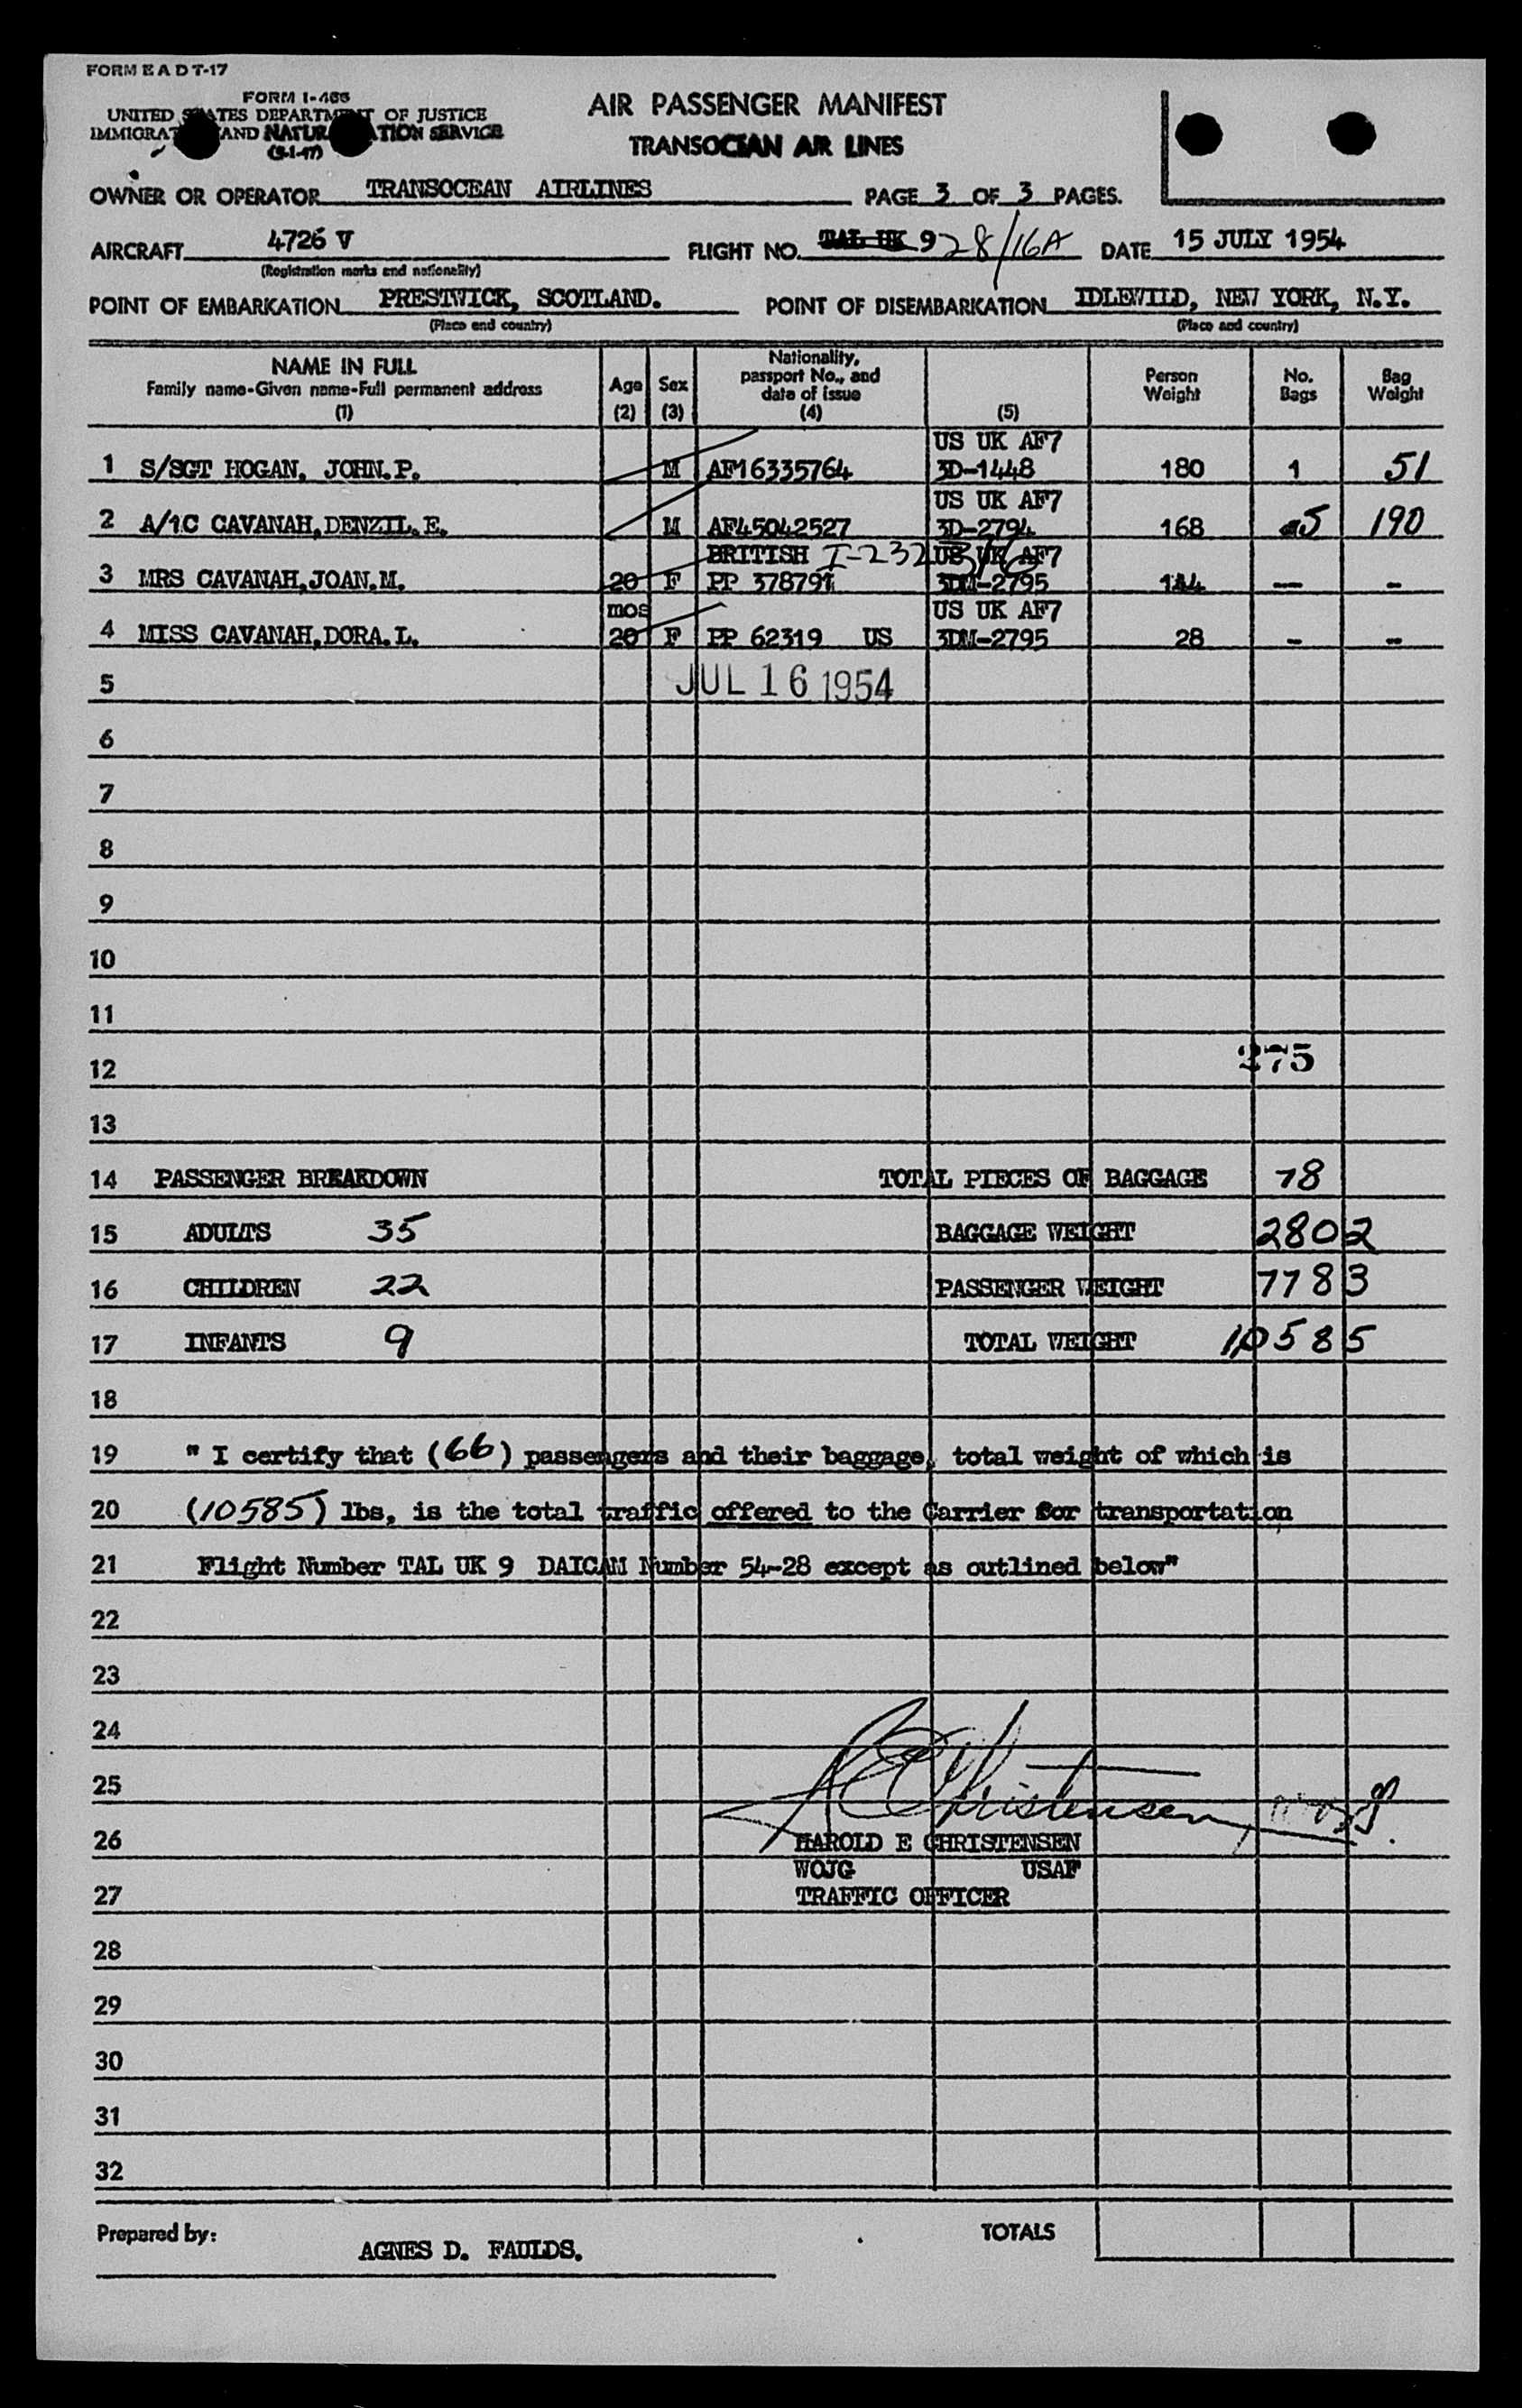 FORM E A D T-17
FORM I-466
UNITED STATES DEPARTMENT OF JUSTICE
IMMIGRATION AND NATURALIZATION SERVICE
(3-1-47)
AIR PASSENGER MANIFEST
TRANSOCEAN AIR LINES
OWNER OR OPERATOR TRANSOCEAN AIRLINES PAGE 3 OF 3 PAGES.
AIRCRAFT 4726 V FLIGHT NO. TAL UK 9 28/16A DATE 15 JULY 1954
(Registration marks and nationality)
POINT OF EMBARKATION PRESTWICK, SCOTLAND. POINT OF DISEMBARKATION IDLEWILD, NEW YORK, N.Y.
(Place and country) (Place and country)
NAME IN FULL
Family name-Given name-Full permanent address
(1)
Age
(2)
Sex
(3)
Nationality,
passport No., and
date of issue
(4)
(5)
Person
Weight
No.
Bags
Bag
Weight
US UK AF7
1 S/SGT HOGAN, JOHN.P. M AF16335764 3D-1448 180 1 51
US UK AF7
2 A/1C CAVANAH,DENZIL.E. M AF45042527 3D-2794 168 5 190
BRITISH I-232316 US UK AF7
3 MRS CAVANAH,JOAN.M. 20 F PP 378791 3DM-2795 144 — -
mos US UK AF7
4 MISS CAVANAH,DORA.L. 20 F PP 62319 US 3DM-2795 28 - -
5 JUL 16 1954
6
7
8
9
10
11
12 275
13
14 PASSENGER BREAKDOWN TOTAL PIECES OF BAGGAGE 78
15 ADULTS 35 BAGGAGE WEIGHT 2802
16 CHILDREN 22 PASSENGER WEIGHT 7783
17 INFANTS 9 TOTAL WEIGHT 10585
18
19 " I certify that (66) passengers and their baggage, total weight of which is
20 (10585) lbs, is the total traffic offered to the Carrier for transportation
21 Flight Number TAL UK 9 DAICAM Number 54-28 except as outlined below"
22
23
24
25
26 HAROLD E CHRISTENSEN
WOJG USAF
27 TRAFFIC OFFICER
28
29
30
31
32
Prepared by: AGNES D. FAULDS. TOTALS